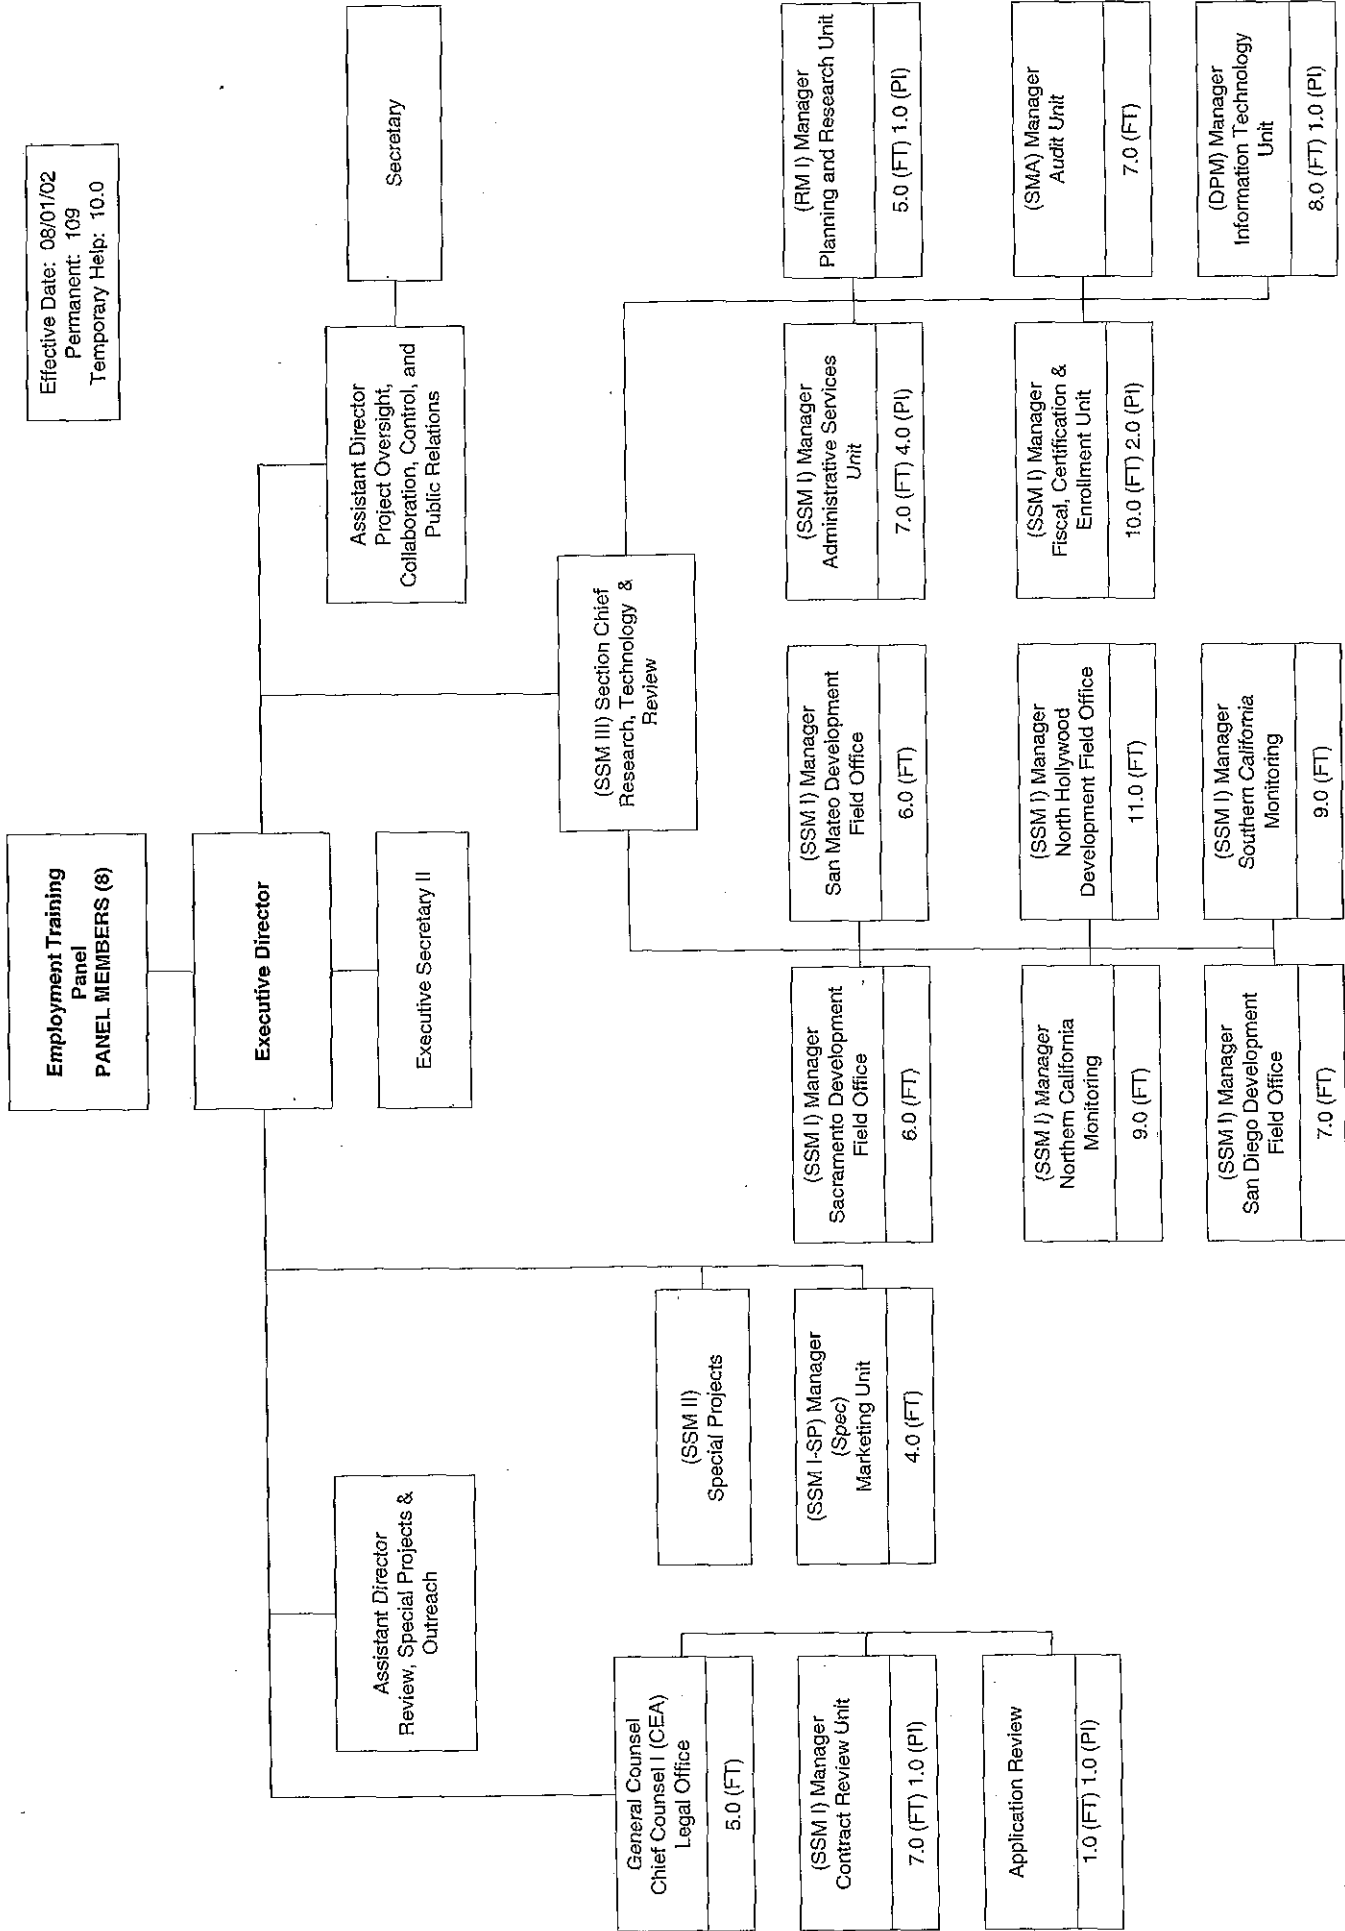 Effective Date: 08/01/02
Permanent: 109
Temporary Help: 10.0
Employment Training
Panel
PANEL MEMBERS (8)
Executive Director
Executive Secretary II
Assistant Director
Review, Special Projects &
Outreach
Assistant Director
Project Oversight,
Collaboration, Control, and
Public Relations
Secretary
General Counsel
Chief Counsel I (CEA)
Legal Office
5.0 (FT)
(SSM I) Manager
Contract Review Unit
7.0 (FT) 1.0 (PI)
Application Review
1.0 (FT) 1.0 (PI)
(SSM II)
Special Projects
(SSM I-SP) Manager
(Spec)
Marketing Unit
4.0 (FT)
(SSM III) Section Chief
Research, Technology &
Review
(SSM I) Manager
Sacramento Development
Field Office
6.0 (FT)
(SSM I) Manager
San Mateo Development
Field Office
6.0 (FT)
(SSM I) Manager
Northern California
Monitoring
9.0 (FT)
(SSM I) Manager
North Hollywood
Development Field Office
11.0 (FT)
(SSM I) Manager
San Diego Development
Field Office
7.0 (FT)
(SSM I) Manager
Southern California
Monitoring
9.0 (FT)
(SSM I) Manager
Administrative Services
Unit
7.0 (FT) 4.0 (PI)
(RM I) Manager
Planning and Research Unit
5.0 (FT) 1.0 (PI)
(SSM I) Manager
Fiscal, Certification &
Enrollment Unit
10.0 (FT) 2.0 (PI)
(SMA) Manager
Audit Unit
7.0 (FT)
(DPM) Manager
Information Technology
Unit
8.0 (FT) 1.0 (PI)